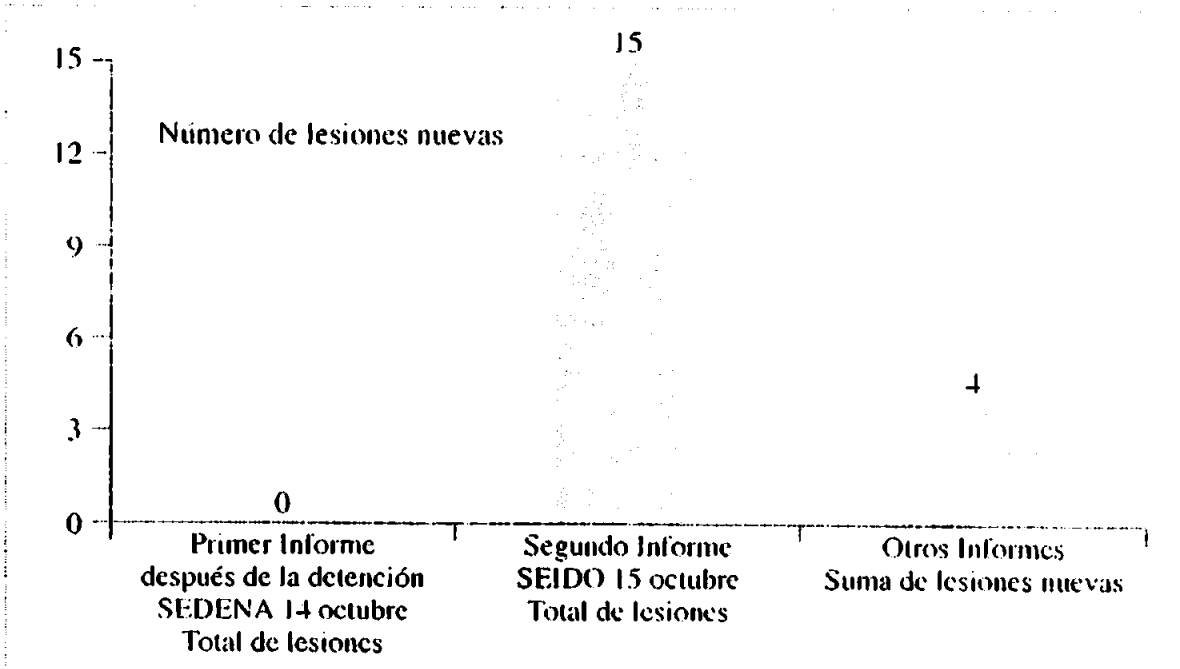 15
15
Número de lesiones nuevas
12
9
6
4
3
0
0
Primer Informe
después de la detención
SEDENA 14 octubre
Total de lesiones
Segundo Informe
SEIDO 15 octubre
Total de lesiones
Otros Informes
Suma de lesiones nuevas